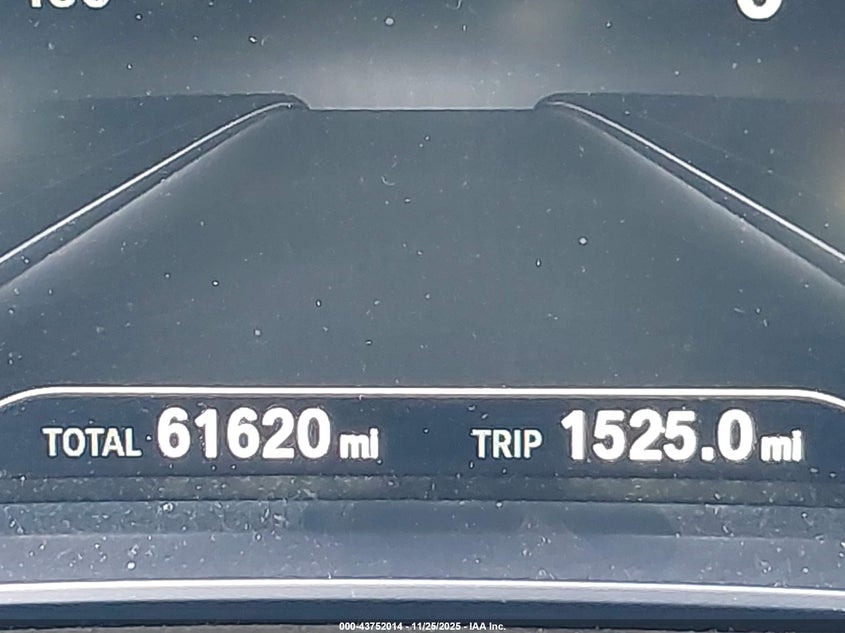 TOTAL 61620 mi TRIP 1525.0 mi
000-43752014 - 11/25/2025 - IAA Inc.